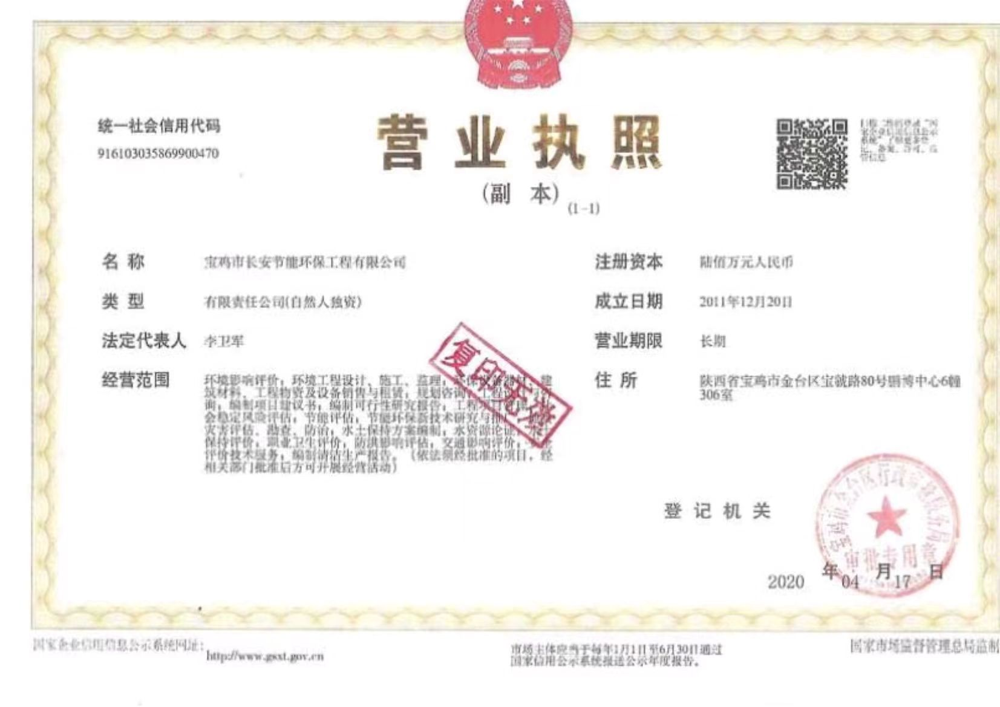 统一社会信用代码
916103035869900470
营业执照
(副 本)
(1-1)
名 称 宝鸡市长安节能环保工程有限公司
类 型 有限责任公司(自然人独资)
法定代表人 李卫军
经营范围 环境影响评价；环境工程设计、施工、监理；
筑材料、工程物资及设备销售与租赁；规划咨询；工程
询；编制项目建议书；编制可行性研究报告；工程
会稳定风险评估；节能评估；节能环保新技术研究与推
灾害评估、勘查、防治；水土保持方案编制；水资源论证；水土
保持评价；职业卫生评价；防洪影响评估；交通影响评价；
评价技术服务；编制清洁生产报告。（依法须经批准的项目，经
相关部门批准后方可开展经营活动）
复印无效
注册资本 陆佰万元人民币
成立日期 2011年12月20日
营业期限 长期
住 所 陕西省宝鸡市金台区宝虢路80号 博中心6幢
306室
登记机关
宝鸡市金台区行政审批服务局
审批专用章
2020 年 04 月 17 日
国家企业信用信息公示系统网址：
http://www.gsxt.gov.cn
市场主体应当于每年1月1日至6月30日通过
国家信用公示系统报送公示年度报告。
国家市场监督管理总局监制